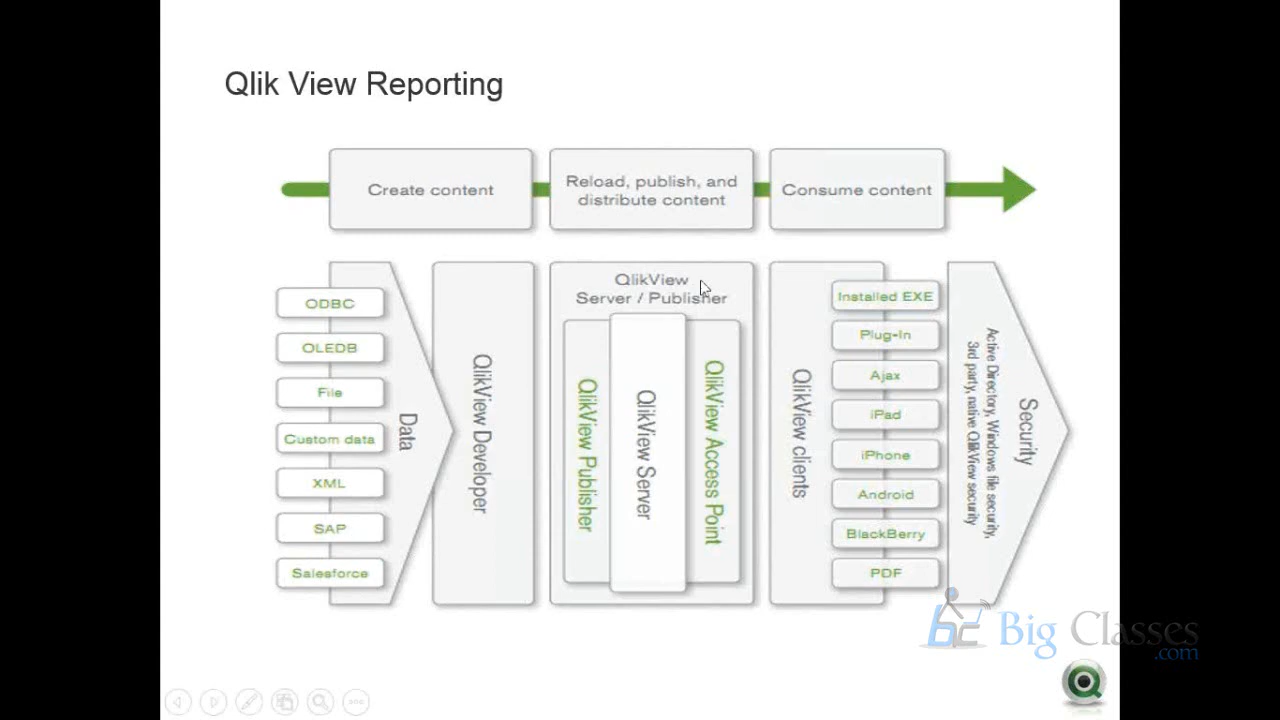 Qlik View Reporting
Create content
Reload, publish, and
distribute content
Consume content
ODBC
OLEDB
File
Custom data
XML
SAP
Salesforce
Data
QlikView Developer
QlikView
Server / Publisher
QlikView Publisher
QlikView Server
QlikView Access Point
QlikView clients
Installed EXE
Plug-In
Ajax
iPad
iPhone
Android
BlackBerry
PDF
Active Directory, Windows file security,
3rd party, native QlikView security
Security
bc Big Classes
.com